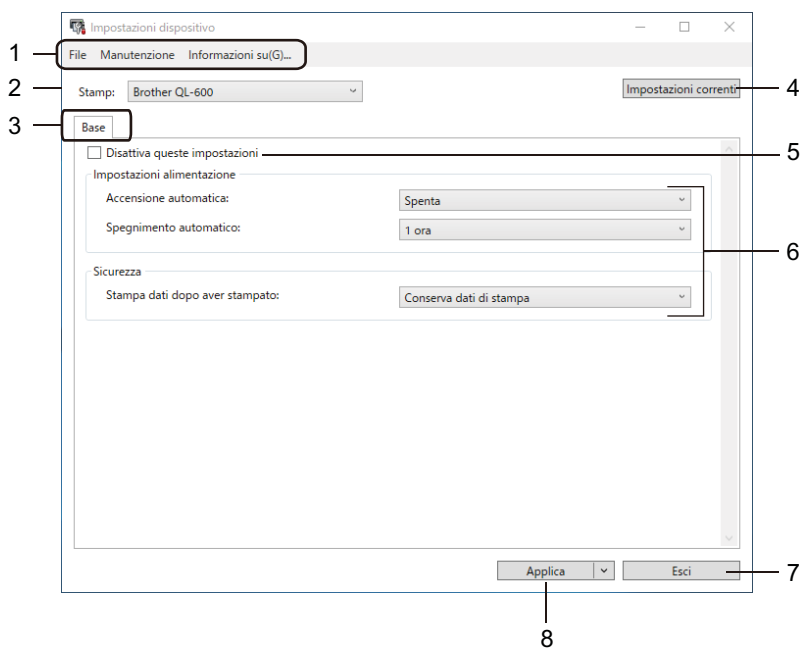 Impostazioni dispositivo
1
File Manutenzione Informazioni su(G)...
2
Stamp: Brother QL-600
Impostazioni correnti
4
3
Base
Disattiva queste impostazioni
5
Impostazioni alimentazione
Accensione automatica: Spenta
Spegnimento automatico: 1 ora
6
Sicurezza
Stampa dati dopo aver stampato: Conserva dati di stampa
Applica
Esci
7
8